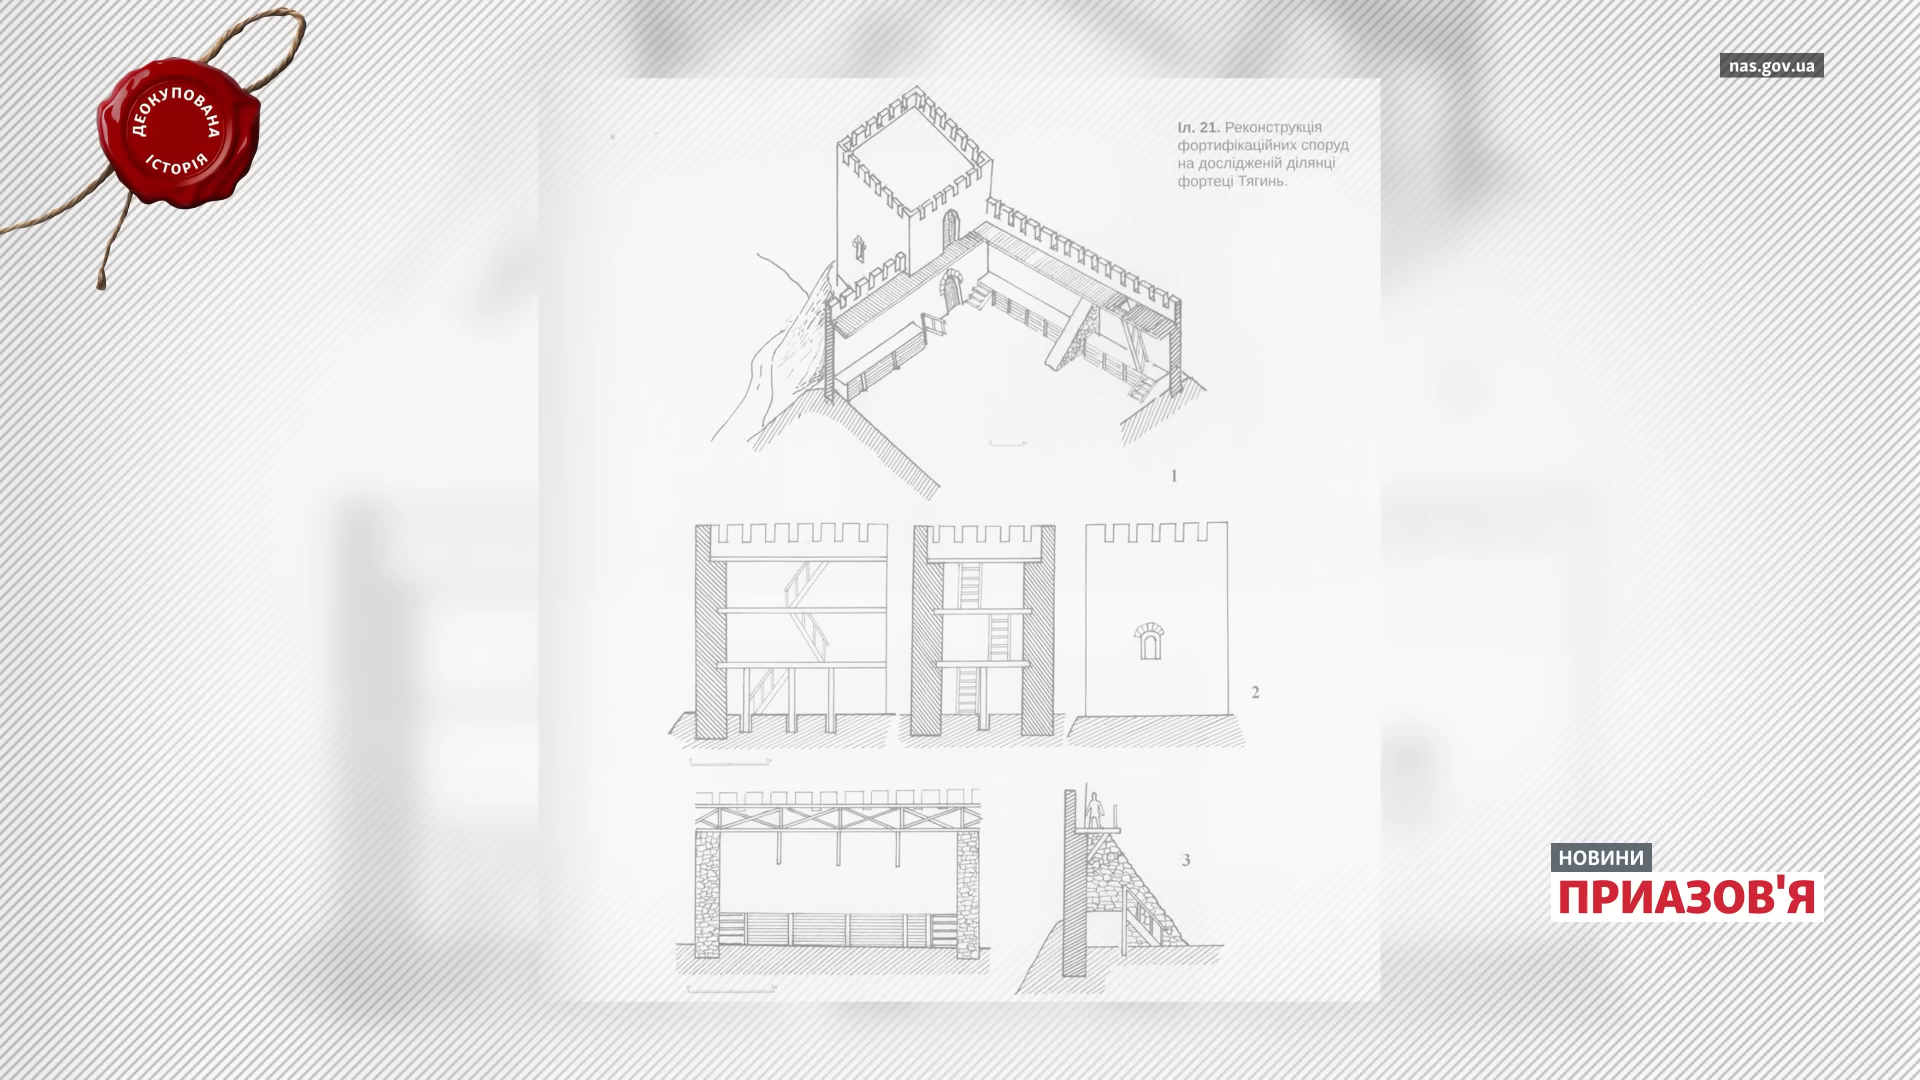 ДЕОКУПОВАНА
ІСТОРІЯ
nas.gov.ua
Іл. 21. Реконструкція
фортифікаційних споруд
на дослідженій ділянці
фортеці Тягинь.
1
2
3
НОВИНИ
ПРИАЗОВ'Я